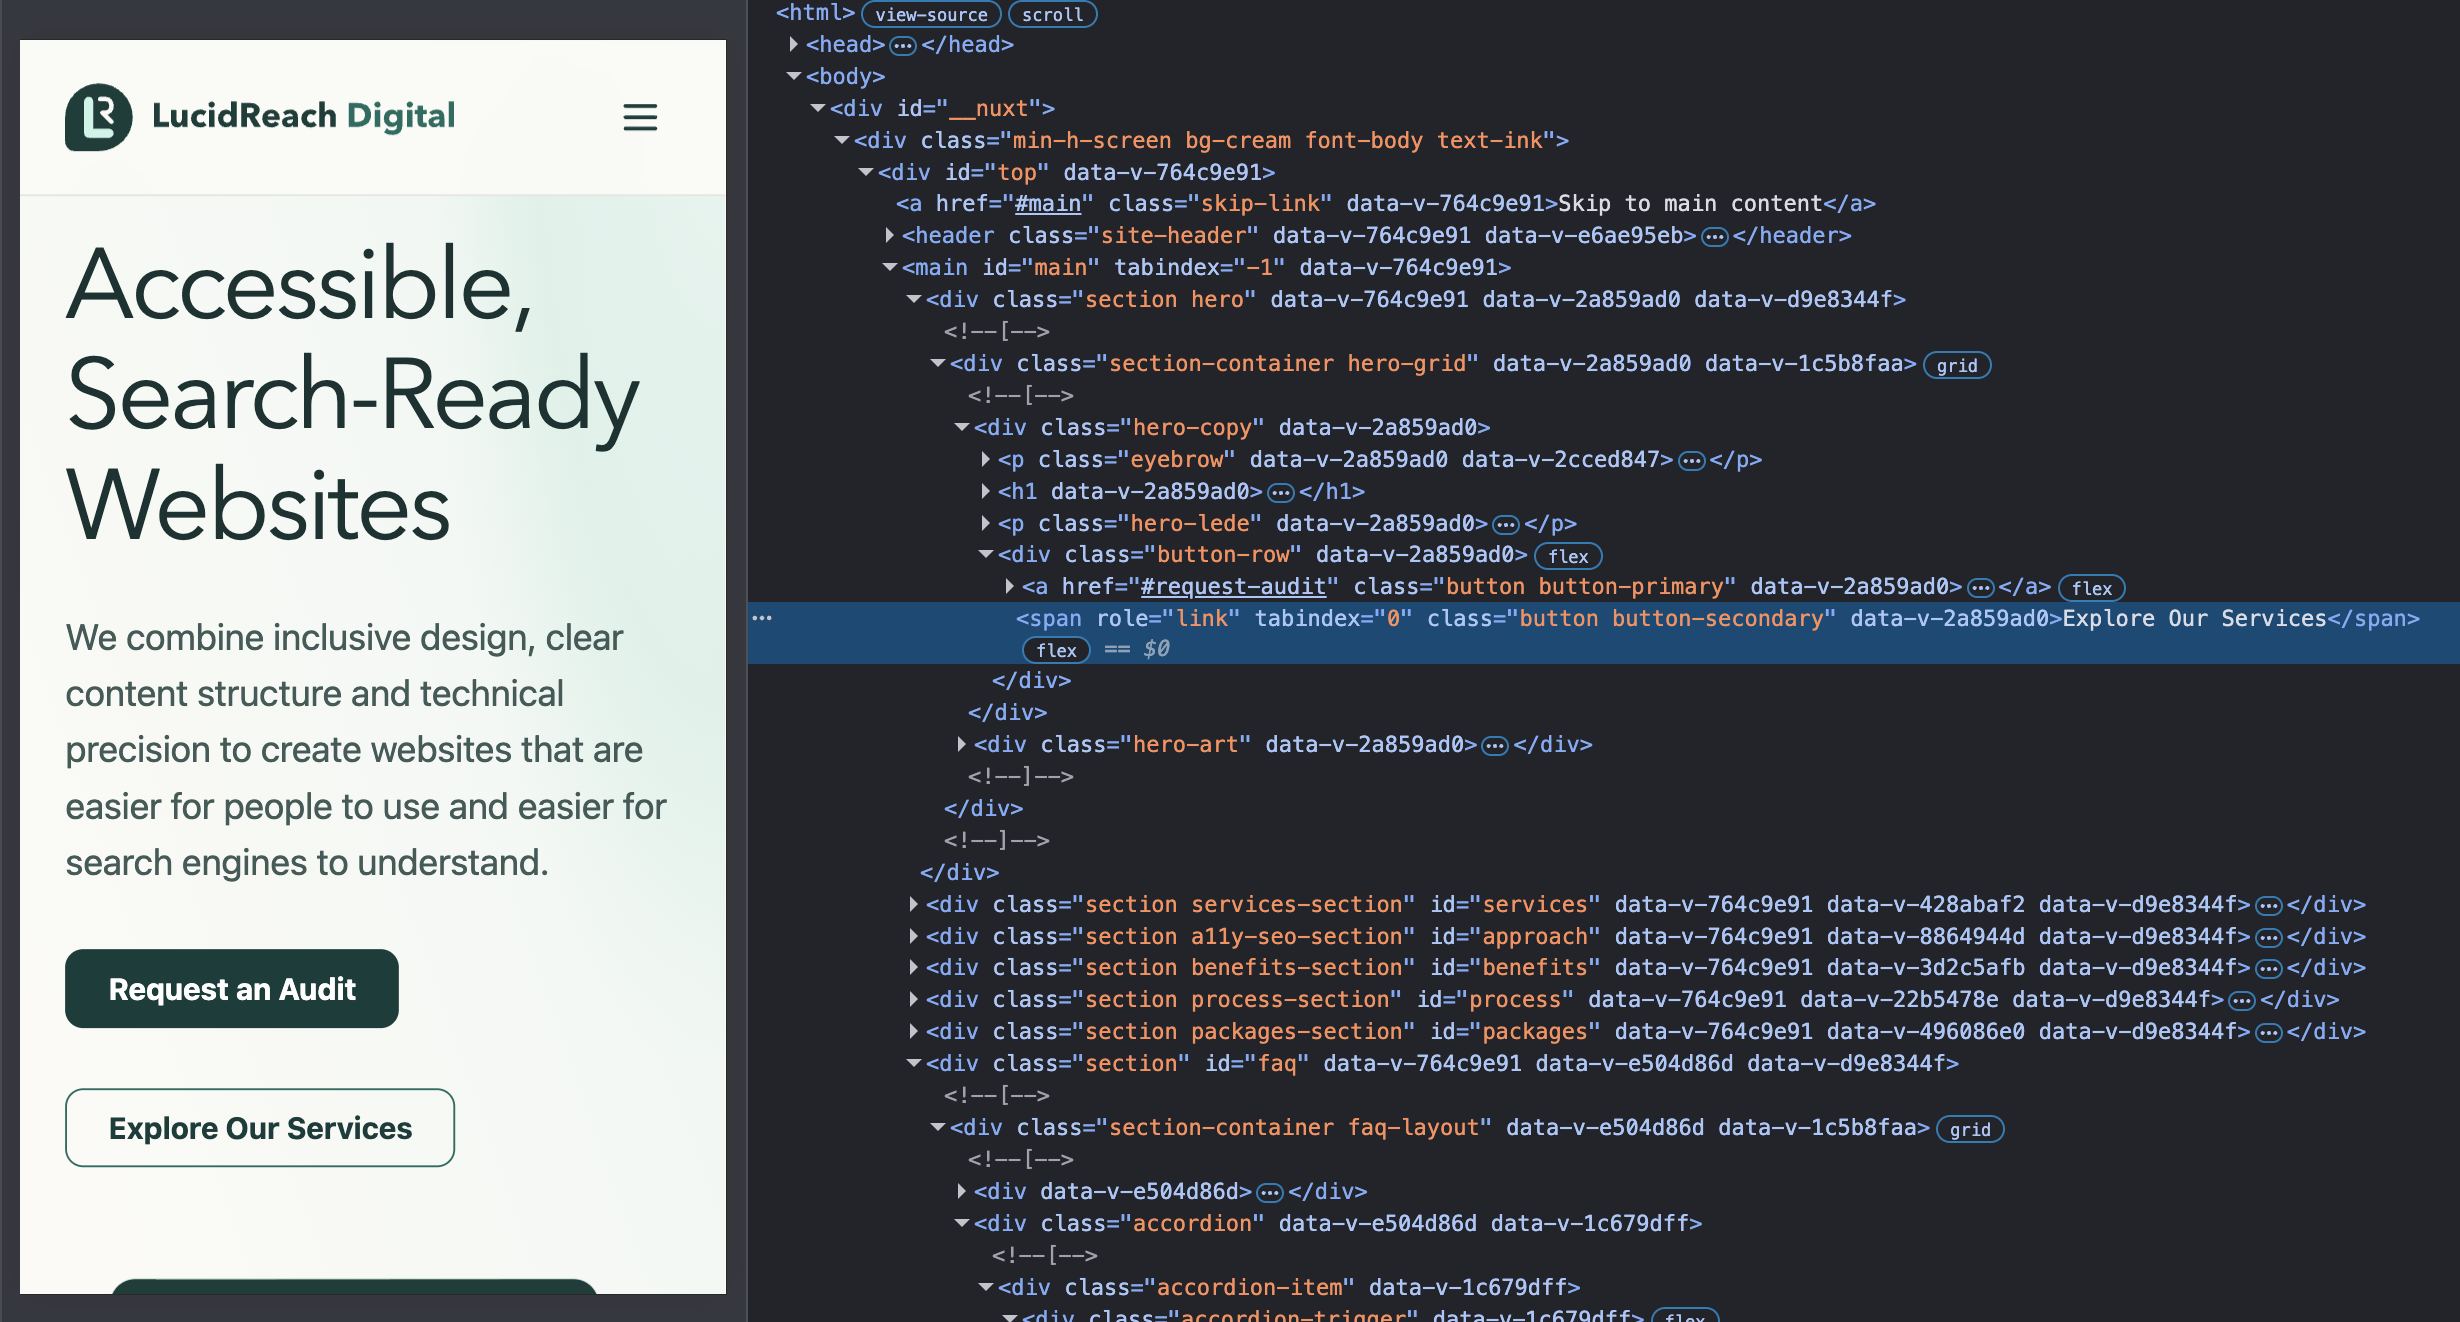 LucidReach Digital
Accessible,
Search-Ready
Websites
We combine inclusive design, clear
content structure and technical
precision to create websites that are
easier for people to use and easier for
search engines to understand.
Request an Audit
Explore Our Services
<html> view-source scroll
<head> ••• </head>
<body>
<div id="__nuxt">
<div class="min-h-screen bg-cream font-body text-ink">
<div id="top" data-v-764c9e91>
<a href="#main" class="skip-link" data-v-764c9e91>Skip to main content</a>
<header class="site-header" data-v-764c9e91 data-v-e6ae95eb> ••• </header>
<main id="main" tabindex="-1" data-v-764c9e91>
<div class="section hero" data-v-764c9e91 data-v-2a859ad0 data-v-d9e8344f>
<!--[-->
<div class="section-container hero-grid" data-v-2a859ad0 data-v-1c5b8faa> grid
<!--[-->
<div class="hero-copy" data-v-2a859ad0>
<p class="eyebrow" data-v-2a859ad0 data-v-2cced847> ••• </p>
<h1 data-v-2a859ad0> ••• </h1>
<p class="hero-lede" data-v-2a859ad0> ••• </p>
<div class="button-row" data-v-2a859ad0> flex
<a href="#request-audit" class="button button-primary" data-v-2a859ad0> ••• </a> flex
••• <span role="link" tabindex="0" class="button button-secondary" data-v-2a859ad0>Explore Our Services</span>
flex == $0
</div>
</div>
<div class="hero-art" data-v-2a859ad0> ••• </div>
<!--]-->
</div>
<!--]-->
</div>
<div class="section services-section" id="services" data-v-764c9e91 data-v-428abaf2 data-v-d9e8344f> ••• </div>
<div class="section a11y-seo-section" id="approach" data-v-764c9e91 data-v-8864944d data-v-d9e8344f> ••• </div>
<div class="section benefits-section" id="benefits" data-v-764c9e91 data-v-3d2c5afb data-v-d9e8344f> ••• </div>
<div class="section process-section" id="process" data-v-764c9e91 data-v-22b5478e data-v-d9e8344f> ••• </div>
<div class="section packages-section" id="packages" data-v-764c9e91 data-v-496086e0 data-v-d9e8344f> ••• </div>
<div class="section" id="faq" data-v-764c9e91 data-v-e504d86d data-v-d9e8344f>
<!--[-->
<div class="section-container faq-layout" data-v-e504d86d data-v-1c5b8faa> grid
<!--[-->
<div data-v-e504d86d> ••• </div>
<div class="accordion" data-v-e504d86d data-v-1c679dff>
<!--[-->
<div class="accordion-item" data-v-1c679dff>
<div class="accordion-trigger" data-v-1c679dff> flex